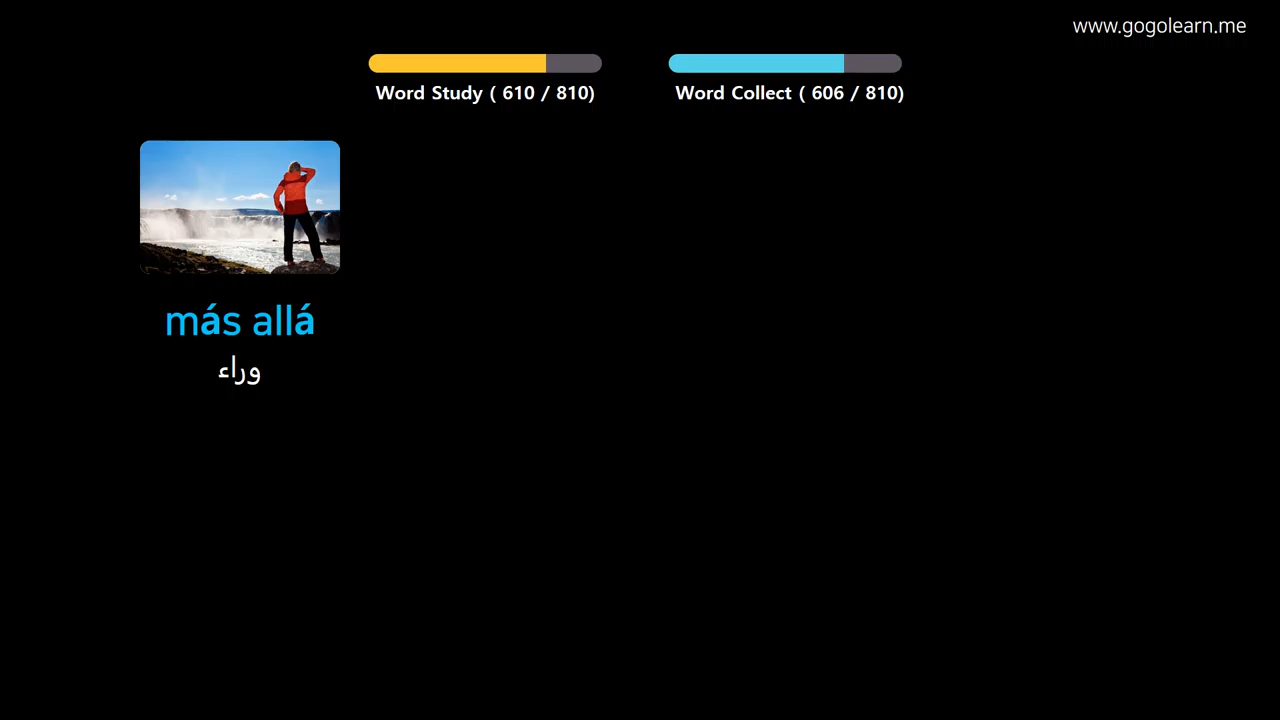 www.gogolearn.me
Word Study ( 610 / 810)
Word Collect ( 606 / 810)
más allá
وراء